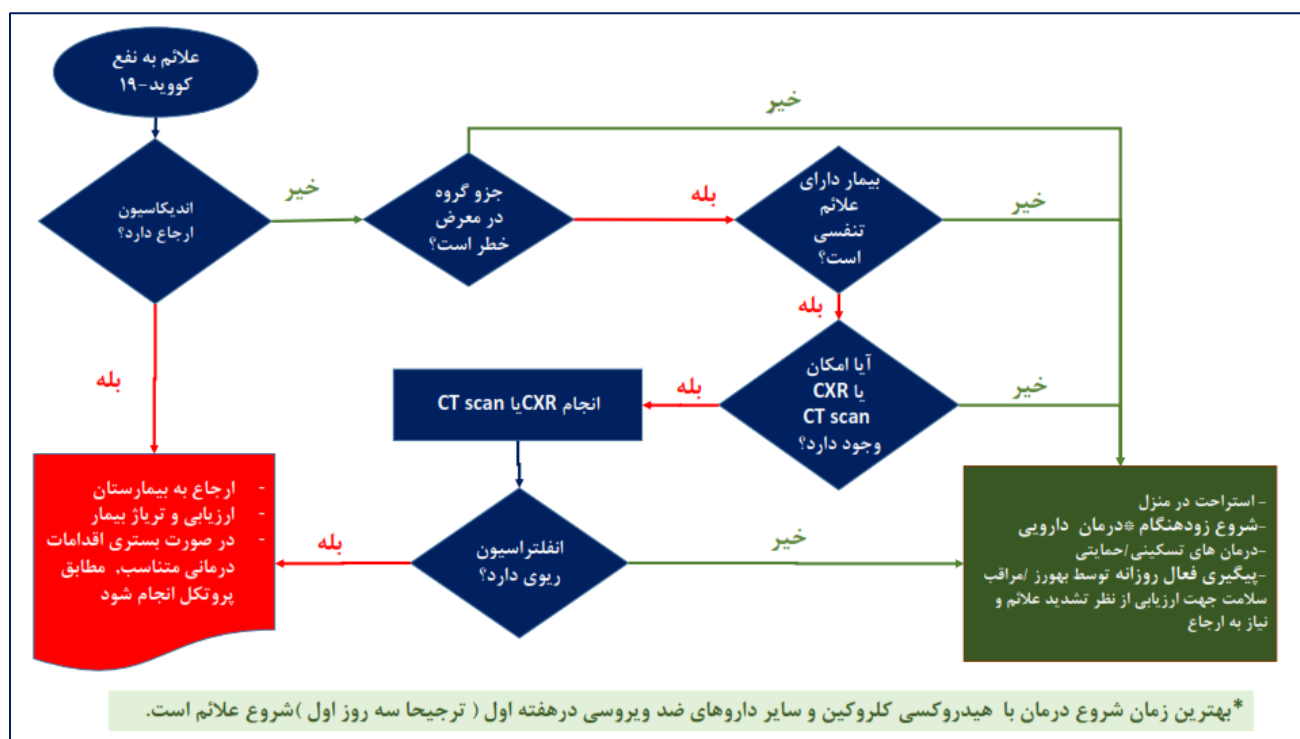 علائم به نفع
کووید-۱۹
اندیکاسیون
ارجاع دارد؟
خیر
جزو گروه
در معرض
خطر است؟
خیر
بله
بیمار دارای
علائم
تنفسی
است؟
خیر
بله
آیا امکان
CXR یا
CT scan
وجود دارد؟
خیر
بله
انجام CXRیا CT scan
انفلتراسیون
ریوی دارد؟
خیر
بله
بله
- ارجاع به بیمارستان
- ارزیابی و تریاژ بیمار
- در صورت بستری اقدامات
درمانی متناسب, مطابق
پروتکل انجام شود
-استراحت در منزل
-شروع زودهنگام *درمان دارویی
-درمان های تسکینی/حمایتی
-پیگیری فعال روزانه توسط بهورز /مراقب
سلامت جهت ارزیابی از نظر تشدید علائم و
نیاز به ارجاع
*بهترین زمان شروع درمان با هیدروکسی کلروکین و سایر داروهای ضد ویروسی درهفته اول ( ترجیحا سه روز اول )شروع علائم است.